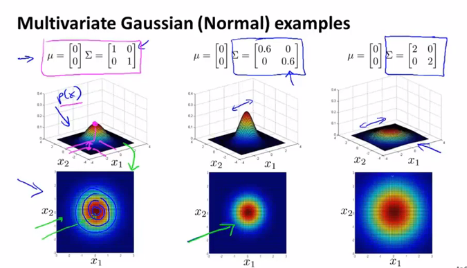 Multivariate Gaussian (Normal) examples
μ = [0 0] Σ = [1 0 0 1]
μ = [0 0] Σ = [0.6 0 0 0.6]
μ = [0 0] Σ = [2 0 0 2]
p(x)
x₂ x₁
x₂ x₁
x₂ x₁
x₂
x₁
x₂
x₁
x₂
x₁